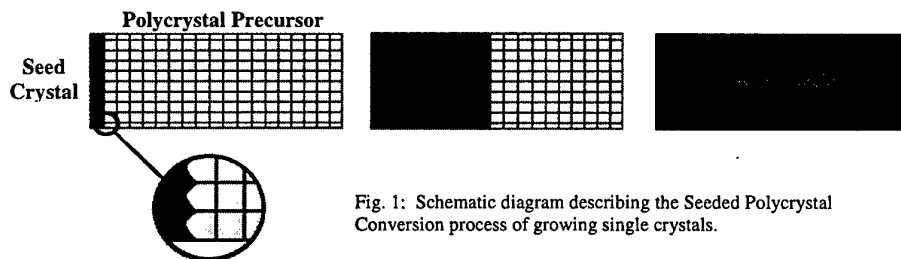 Polycrystal Precursor
Seed
Crystal
Fig. 1: Schematic diagram describing the Seeded Polycrystal
Conversion process of growing single crystals.